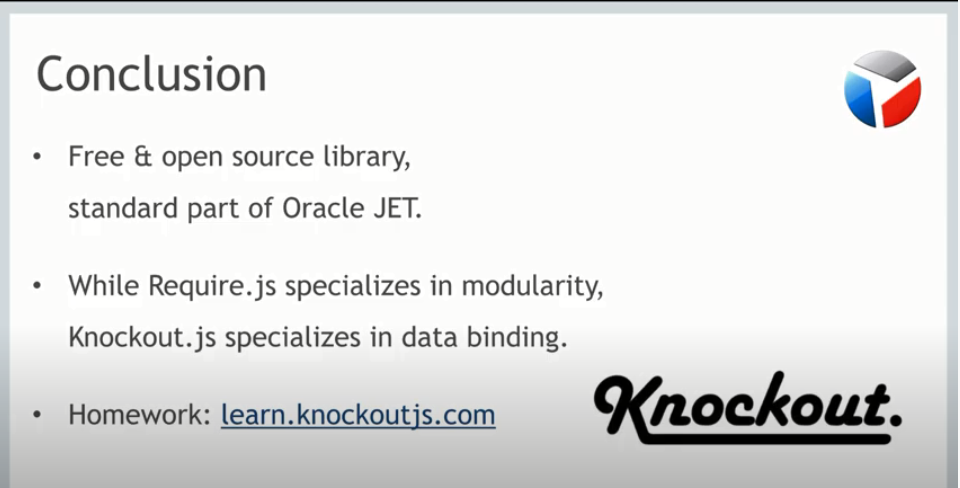 Conclusion
• Free & open source library,
standard part of Oracle JET.
• While Require.js specializes in modularity,
Knockout.js specializes in data binding.
• Homework: learn.knockoutjs.com
Knockout.